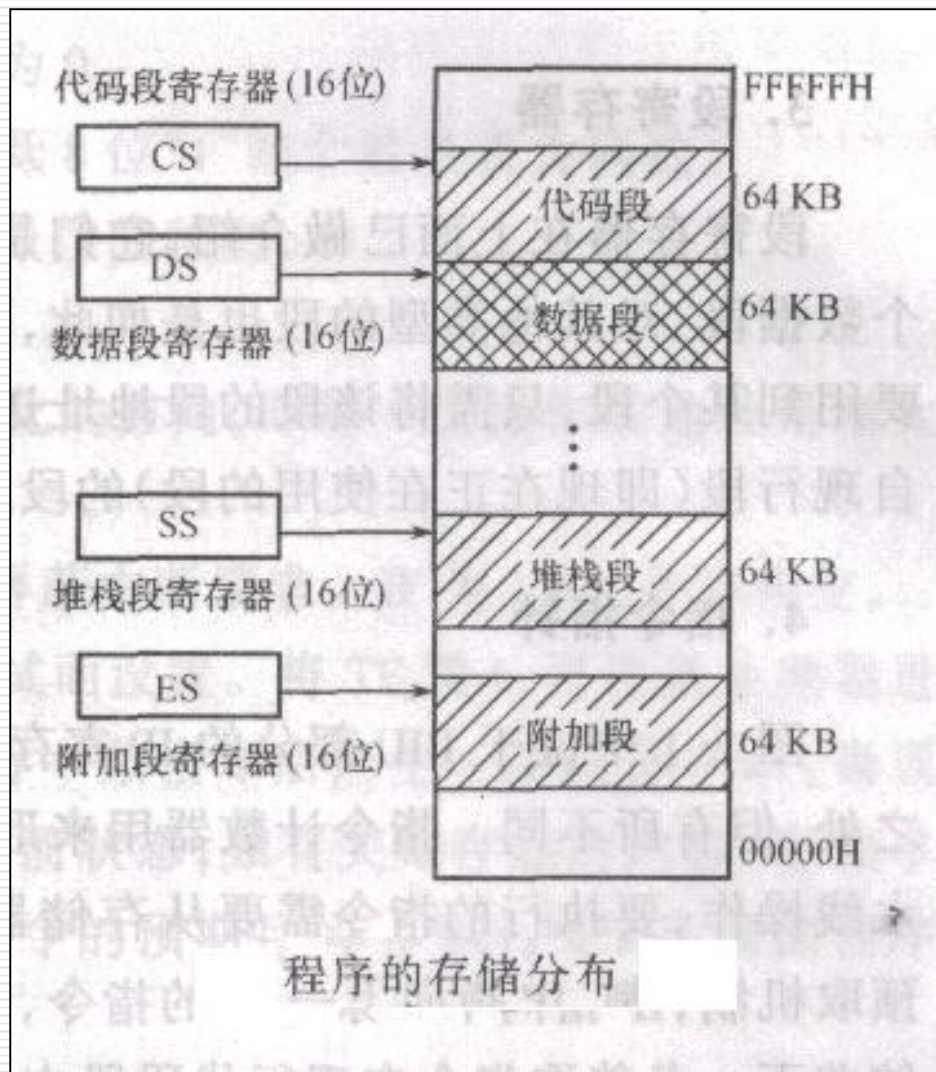 代码段寄存器(16位)
FFFFFH
CS
代码段
64 KB
DS
数据段
64 KB
数据段寄存器(16位)
⋮
SS
堆栈段
64 KB
堆栈段寄存器(16位)
ES
附加段
64 KB
附加段寄存器(16位)
00000H
程序的存储分布